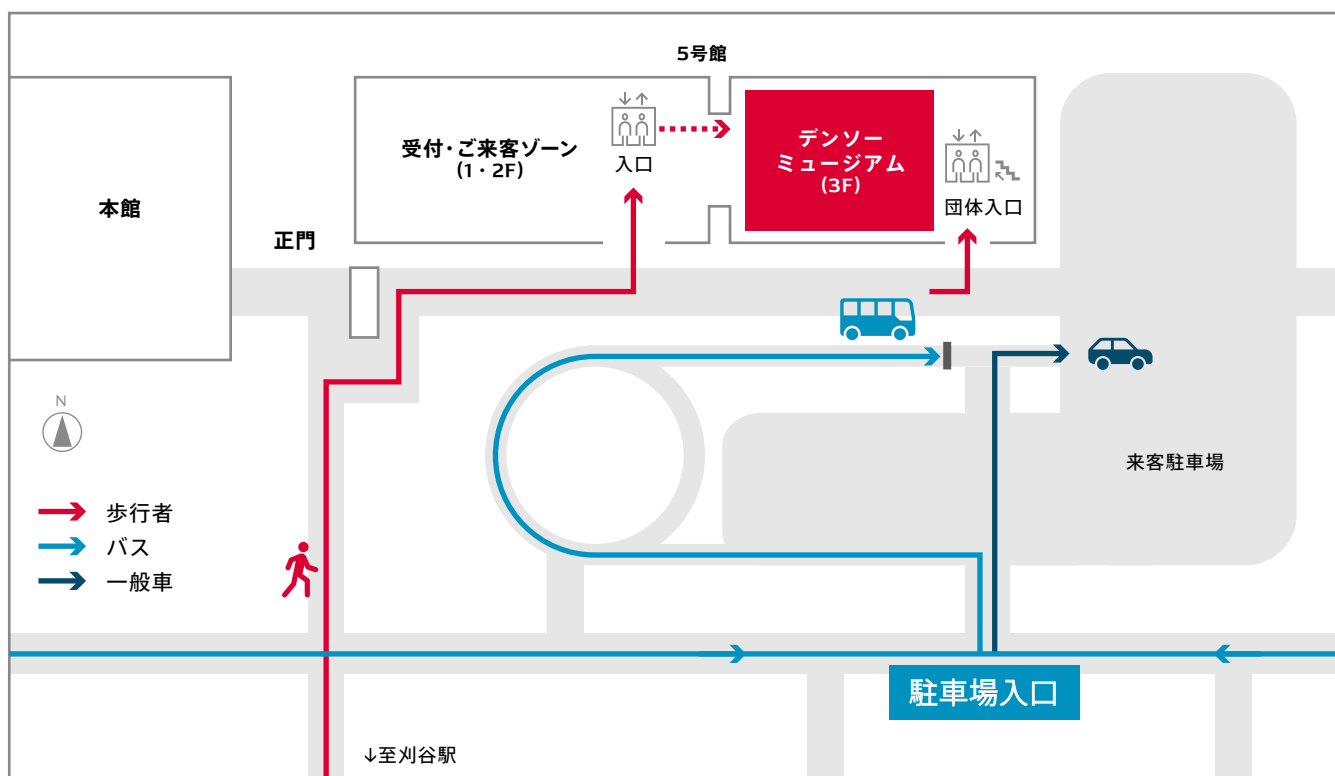 5号館
受付・ご来客ゾーン
(1・2F)
入口
デンソー
ミュージアム
(3F)
団体入口
本館
正門
N
来客駐車場
歩行者
バス
一般車
駐車場入口
↓至刈谷駅